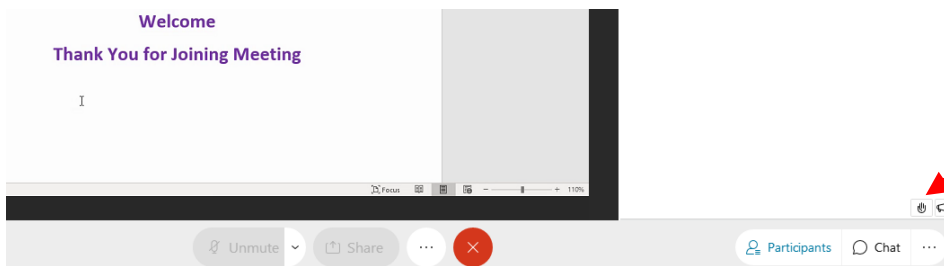 Welcome
Thank You for Joining Meeting
Focus
110%
Unmute
Share
Participants
Chat